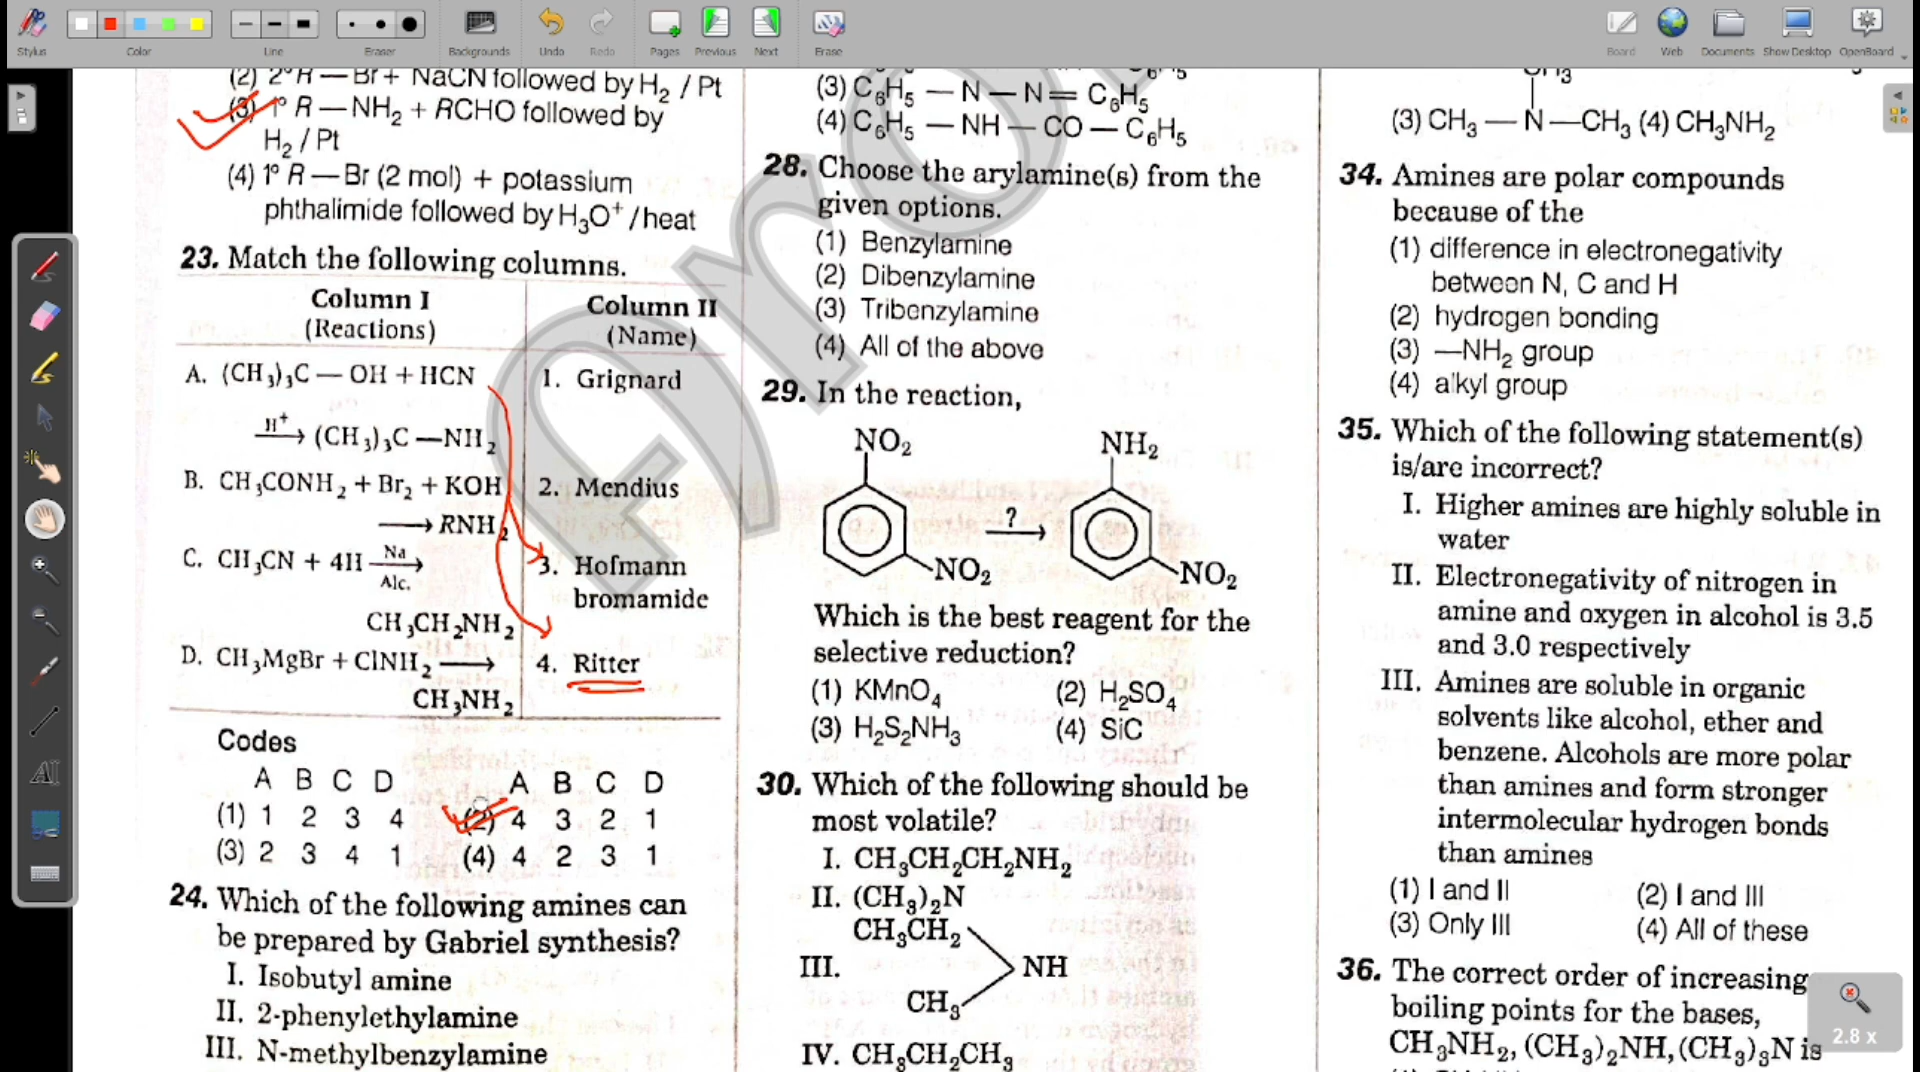 Stylus
Color
Line
Eraser
Backgrounds
Undo
Redo
Pages
Previous
Next
Erase
Board
Web
Documents
Show Desktop
OpenBoard
(2) 2° R — Br + NaCN followed by H₂ / Pt
(3) 1° R — NH₂ + RCHO followed by
H₂ / Pt
(4) 1° R — Br (2 mol) + potassium
phthalimide followed by H₃O⁺ / heat
23. Match the following columns.
Column I
(Reactions)
Column II
(Name)
A. (CH₃)₃C — OH + HCN
1. Grignard
H⁺
⟶ (CH₃)₃C — NH₂
B. CH₃CONH₂ + Br₂ + KOH
2. Mendius
⟶ RNH₂
C. CH₃CN + 4H Na ⟶ Alc.
3. Hofmann
bromamide
CH₃CH₂NH₂
D. CH₃MgBr + ClNH₂ ⟶
4. Ritter
CH₃NH₂
Codes
A B C D A B C D
(1) 1 2 3 4 (2) 4 3 2 1
(3) 2 3 4 1 (4) 4 2 3 1
24. Which of the following amines can
be prepared by Gabriel synthesis?
I. Isobutyl amine
II. 2-phenylethylamine
III. N-methylbenzylamine
(3) C₆H₅ — N — N = C₆H₅
(4) C₆H₅ — NH — CO — C₆H₅
28. Choose the arylamine(s) from the
given options.
(1) Benzylamine
(2) Dibenzylamine
(3) Tribenzylamine
(4) All of the above
29. In the reaction,
NO₂
NH₂
?
NO₂
NO₂
Which is the best reagent for the
selective reduction?
(1) KMnO₄ (2) H₂SO₄
(3) H₂S₂NH₃ (4) SiC
30. Which of the following should be
most volatile?
I. CH₃CH₂CH₂NH₂
II. (CH₃)₂N
CH₃CH₂
III. NH
CH₃
IV. CH₃CH₂CH₃
(3) CH₃ — N — CH₃ (4) CH₃NH₂
34. Amines are polar compounds
because of the
(1) difference in electronegativity
between N, C and H
(2) hydrogen bonding
(3) —NH₂ group
(4) alkyl group
35. Which of the following statement(s)
is/are incorrect?
I. Higher amines are highly soluble in
water
II. Electronegativity of nitrogen in
amine and oxygen in alcohol is 3.5
and 3.0 respectively
III. Amines are soluble in organic
solvents like alcohol, ether and
benzene. Alcohols are more polar
than amines and form stronger
intermolecular hydrogen bonds
than amines
(1) I and II (2) I and III
(3) Only III (4) All of these
36. The correct order of increasing
boiling points for the bases,
CH₃NH₂, (CH₃)₂NH, (CH₃)₃N is
2.8 x